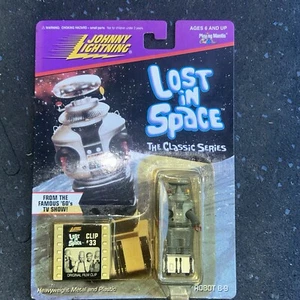 JOHNNY
LIGHTNING
AGES 8 AND UP
Playing Mantis
LOST
IN
SPACE
THE CLASSIC SERIES
FROM THE
FAMOUS '60's
TV SHOW!
LOST
IN
SPACE
CLIP
#33
ORIGINAL FILM CLIP
Heavyweight Metal and Plastic
ROBOT B-9